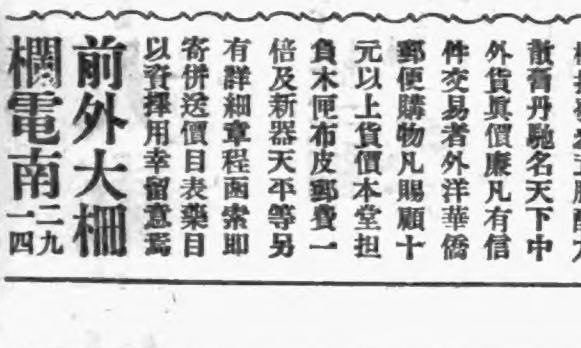 散膏丹馳名天下中
外貨眞價廉凡有信
件交易者外洋華僑
郵便購物凡賜顧十
元以上貨價本堂担
負木匣布皮郵費一
倍及新器天平等另
有詳細章程函索即
寄併送價目表藥目
以資擇用幸留意焉
前外大柵
欄電南二九一四